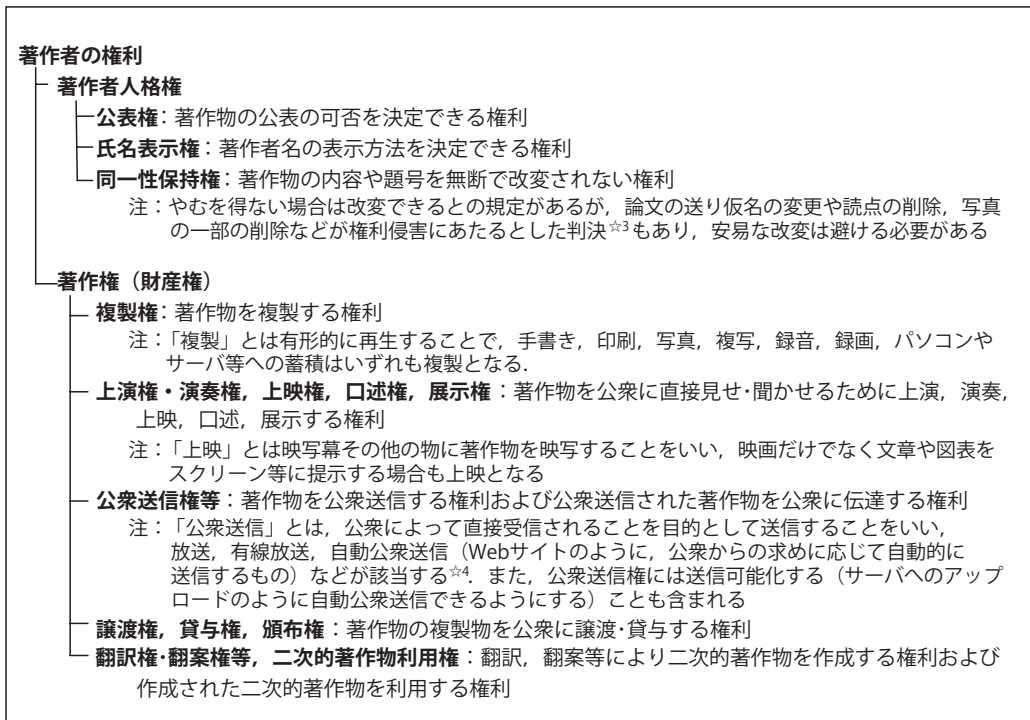 著作者の権利
著作者人格権
公表権：著作物の公表の可否を決定できる権利
氏名表示権：著作者名の表示方法を決定できる権利
同一性保持権：著作物の内容や題号を無断で改変されない権利
注：やむを得ない場合は改変できるとの規定があるが，論文の送り仮名の変更や読点の削除，写真
の一部の削除などが権利侵害にあたるとした判決☆3もあり，安易な改変は避ける必要がある
著作権（財産権）
複製権：著作物を複製する権利
注：「複製」とは有形的に再生することで，手書き，印刷，写真，複写，録音，録画，パソコンや
サーバ等への蓄積はいずれも複製となる．
上演権・演奏権，上映権，口述権，展示権：著作物を公衆に直接見せ・聞かせるために上演，演奏，
上映，口述，展示する権利
注：「上映」とは映写幕その他の物に著作物を映写することをいい，映画だけでなく文章や図表を
スクリーン等に提示する場合も上映となる
公衆送信権等：著作物を公衆送信する権利および公衆送信された著作物を公衆に伝達する権利
注：「公衆送信」とは，公衆によって直接受信されることを目的として送信することをいい，
放送，有線放送，自動公衆送信（Webサイトのように，公衆からの求めに応じて自動的に
送信するもの）などが該当する☆4．また，公衆送信権には送信可能化する（サーバへのアップ
ロードのように自動公衆送信できるようにする）ことも含まれる
譲渡権，貸与権，頒布権：著作物の複製物を公衆に譲渡・貸与する権利
翻訳権・翻案権等，二次的著作物利用権：翻訳，翻案等により二次的著作物を作成する権利および
作成された二次的著作物を利用する権利